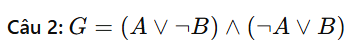 Câu 2: G = (A ∨ ¬B) ∧ (¬A ∨ B)